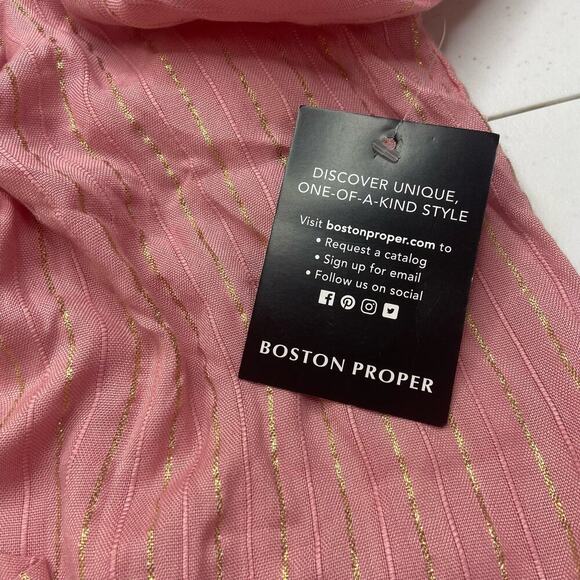 DISCOVER UNIQUE,
ONE-OF-A-KIND STYLE
Visit bostonproper.com to
• Request a catalog
• Sign up for email
• Follow us on social
BOSTON PROPER